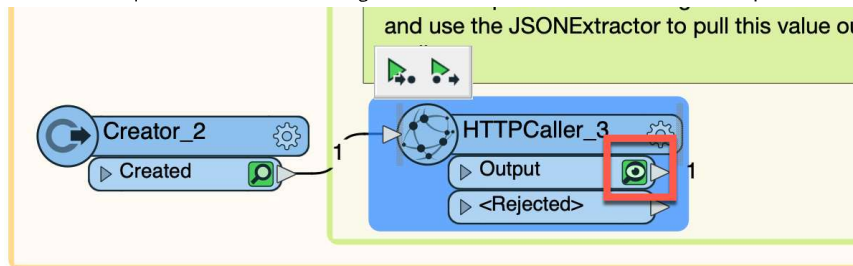 and use the JSONExtractor to pull this value ou
Creator_2
Created
1
HTTPCaller_3
Output
1
<Rejected>